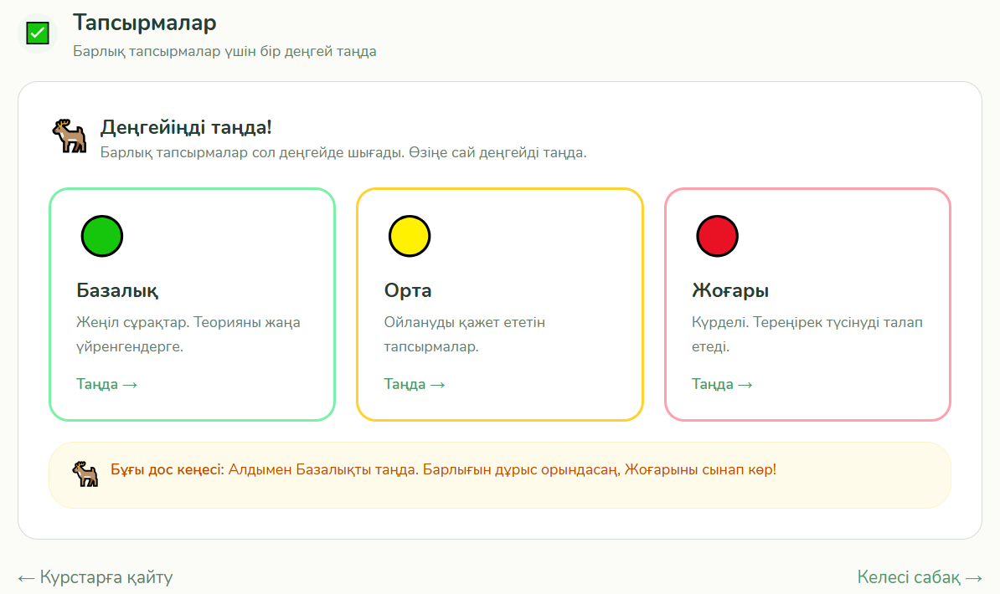 Тапсырмалар
Барлық тапсырмалар үшін бір деңгей таңда
Деңгейіңді таңда!
Барлық тапсырмалар сол деңгейде шығады. Өзіңе сай деңгейді таңда.
Базалық
Жеңіл сұрақтар. Теорияны жаңа
үйренгендерге.
Таңда →
Орта
Ойлануды қажет ететін
тапсырмалар.
Таңда →
Жоғары
Күрделі. Тереңірек түсінуді талап
етеді.
Таңда →
Бұғы дос кеңесі: Алдымен Базалықты таңда. Барлығын дұрыс орындасаң, Жоғарыны сынап көр!
← Курстарға қайту
Келесі сабақ →